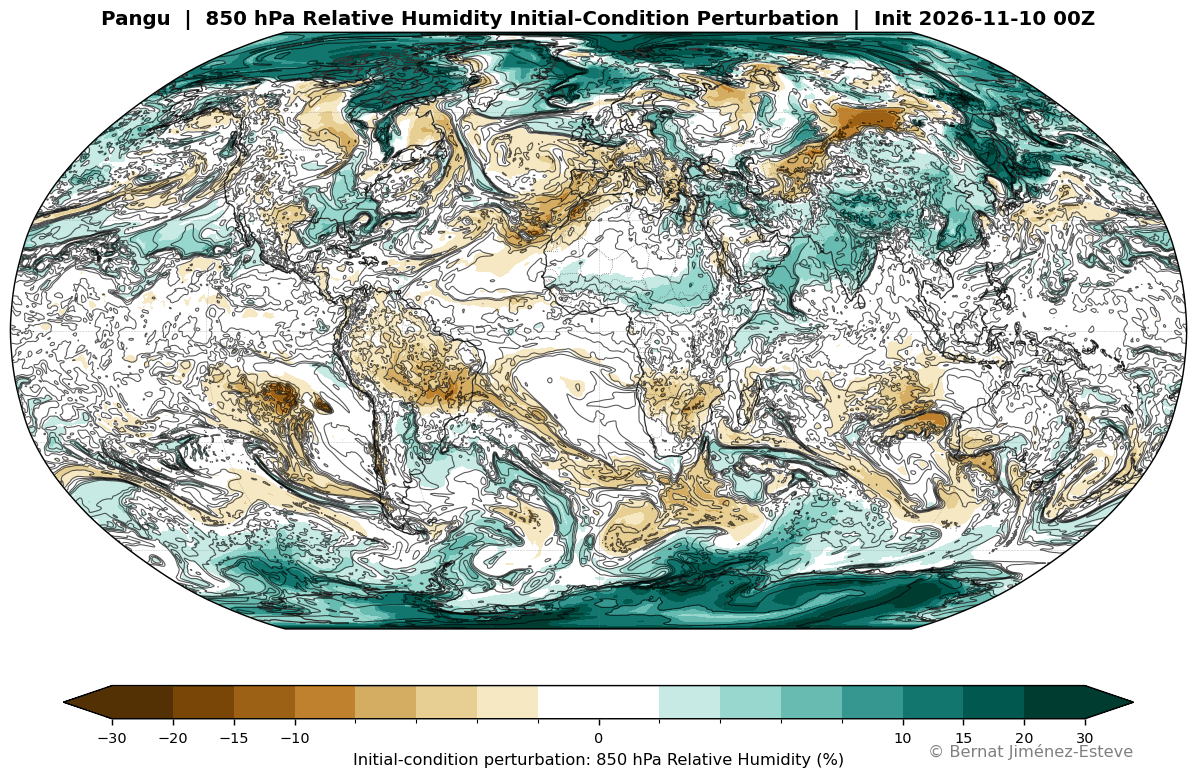 Pangu | 850 hPa Relative Humidity Initial-Condition Perturbation | Init 2026-11-10 00Z
−30 −20 −15 −10 0 10 15 20 30
Initial-condition perturbation: 850 hPa Relative Humidity (%)
© Bernat Jiménez-Esteve